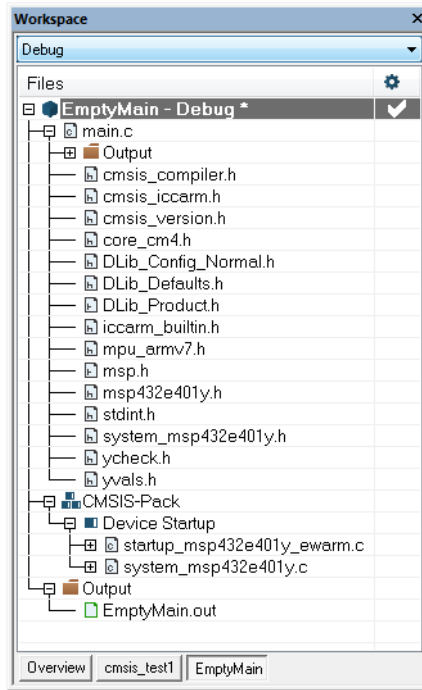 Workspace
Debug
Files
EmptyMain - Debug *
main.c
Output
cmsis_compiler.h
cmsis_iccarm.h
cmsis_version.h
core_cm4.h
DLib_Config_Normal.h
DLib_Defaults.h
DLib_Product.h
iccarm_builtin.h
mpu_armv7.h
msp.h
msp432e401y.h
stdint.h
system_msp432e401y.h
ycheck.h
yvals.h
CMSIS-Pack
Device Startup
startup_msp432e401y_ewarm.c
system_msp432e401y.c
Output
EmptyMain.out
Overview cmsis_test1 EmptyMain